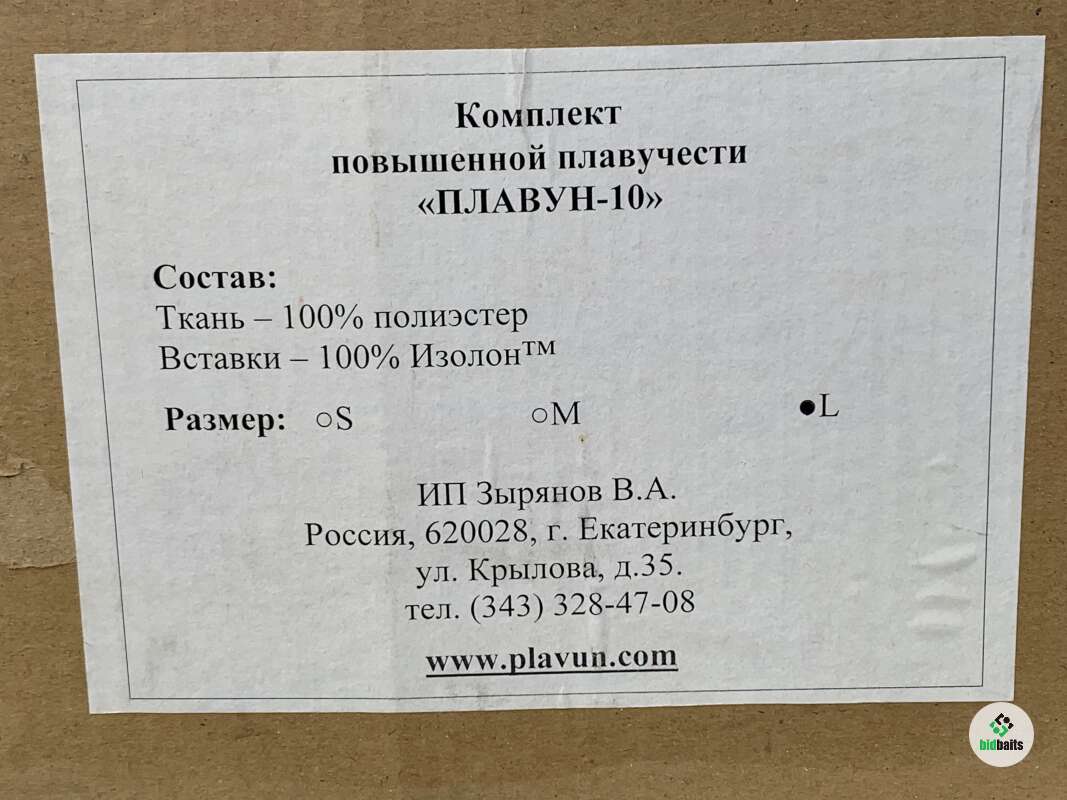 Комплект
повышенной плавучести
«ПЛАВУН-10»
Состав:
Ткань – 100% полиэстер
Вставки – 100% Изолон™
Размер: ○S ○M ●L
ИП Зырянов В.А.
Россия, 620028, г. Екатеринбург,
ул. Крылова, д.35.
тел. (343) 328-47-08
www.plavun.com
bidbaits